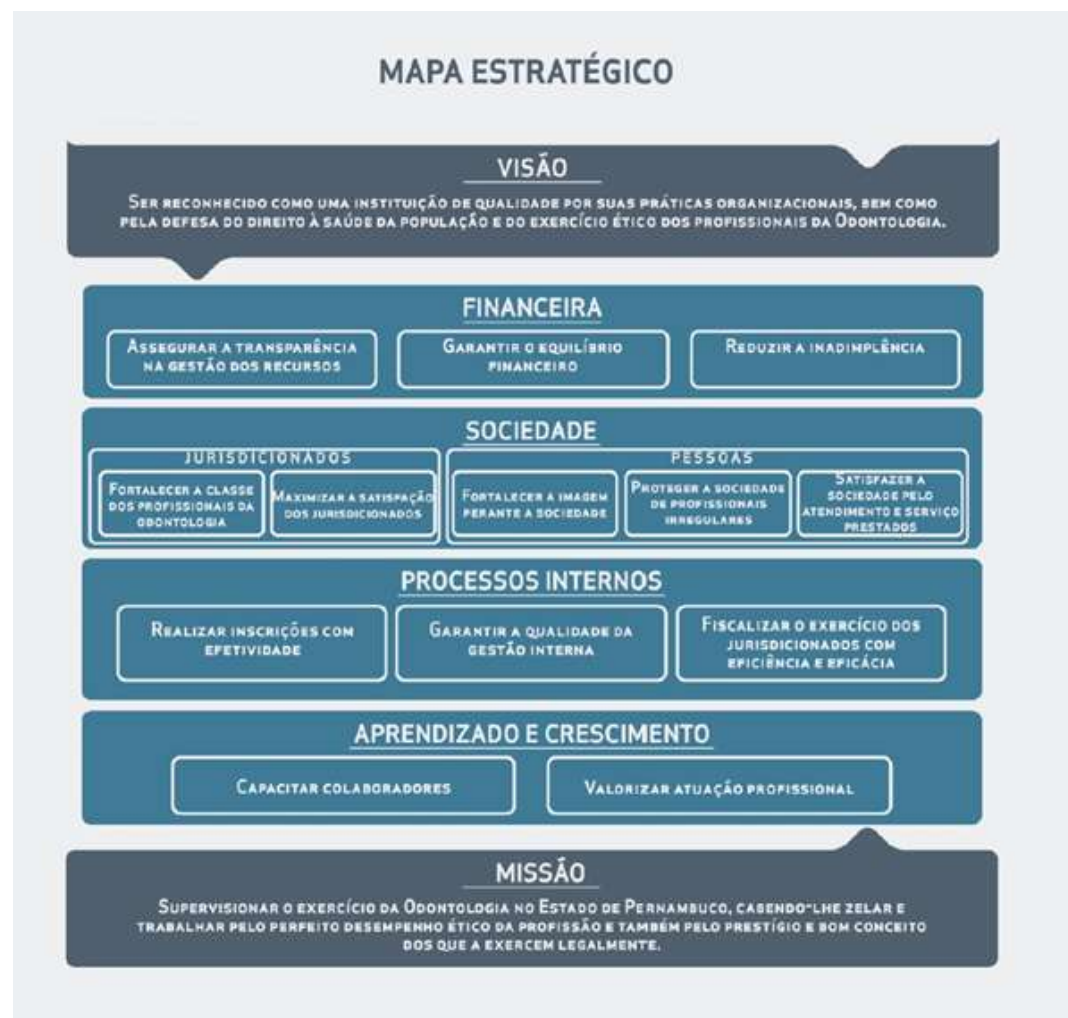 MAPA ESTRATÉGICO
VISÃO
SER RECONHECIDO COMO UMA INSTITUIÇÃO DE QUALIDADE POR SUAS PRÁTICAS ORGANIZACIONAIS, BEM COMO
PELA DEFESA DO DIREITO À SAÚDE DA POPULAÇÃO E DO EXERCÍCIO ÉTICO DOS PROFISSIONAIS DA ODONTOLOGIA.
FINANCEIRA
ASSEGURAR A TRANSPARÊNCIA
NA GESTÃO DOS RECURSOS
GARANTIR O EQUILÍBRIO
FINANCEIRO
REDUZIR A INADIMPLÊNCIA
SOCIEDADE
JURISDICIONADOS
FORTALECER A CLASSE
DOS PROFISSIONAIS DA
ODONTOLOGIA
MAXIMIZAR A SATISFAÇÃO
DOS JURISDICIONADOS
PESSOAS
FORTALECER A IMAGEM
PERANTE A SOCIEDADE
PROTEGER A SOCIEDADE
DE PROFISSIONAIS
IRREGULARES
SATISFAZER A
SOCIEDADE PELO
ATENDIMENTO E SERVIÇO
PRESTADOS
PROCESSOS INTERNOS
REALIZAR INSCRIÇÕES COM
EFETIVIDADE
GARANTIR A QUALIDADE DA
GESTÃO INTERNA
FISCALIZAR O EXERCÍCIO DOS
JURISDICIONADOS COM
EFICIÊNCIA E EFICÁCIA
APRENDIZADO E CRESCIMENTO
CAPACITAR COLABORADORES
VALORIZAR ATUAÇÃO PROFISSIONAL
MISSÃO
SUPERVISIONAR O EXERCÍCIO DA ODONTOLOGIA NO ESTADO DE PERNAMBUCO, CABENDO-LHE ZELAR E
TRABALHAR PELO PERFEITO DESEMPENHO ÉTICO DA PROFISSÃO E TAMBÉM PELO PRESTÍGIO E BOM CONCEITO
DOS QUE A EXERCEM LEGALMENTE.